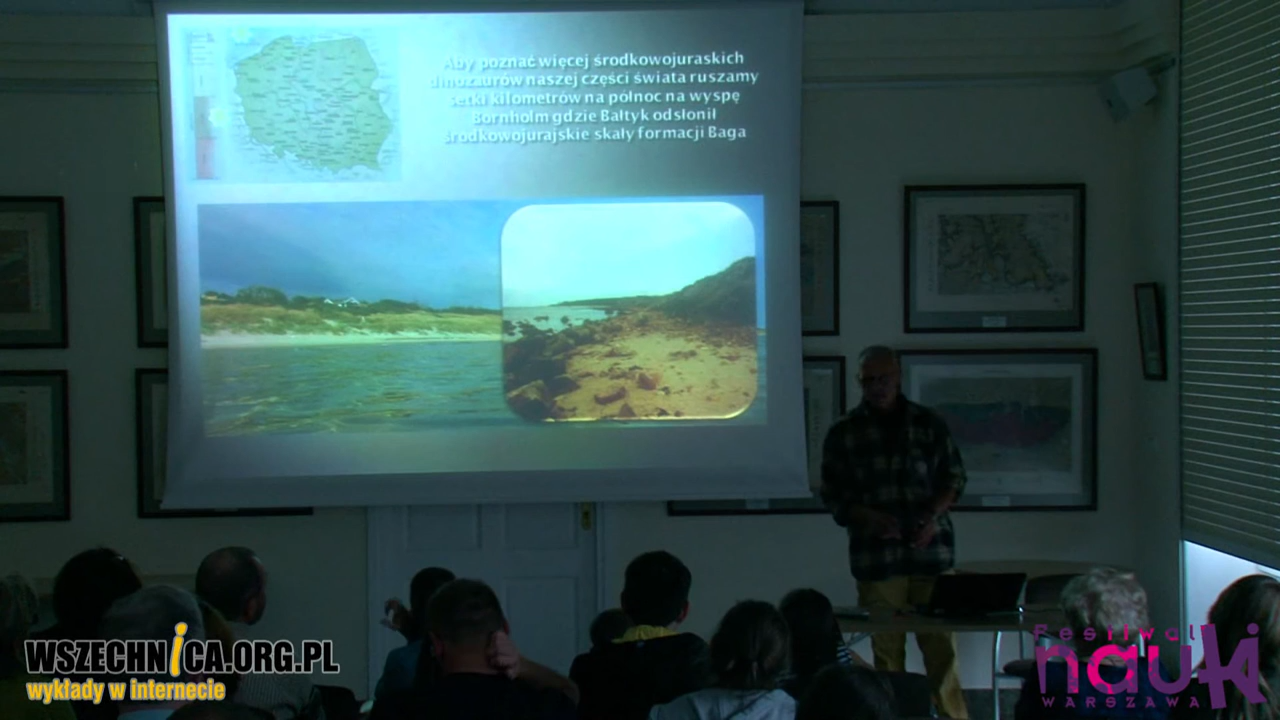 Aby poznać więcej środkowojuraskich
dinozaurów naszej części świata ruszamy
setki kilometrów na północ na wyspę
Bornholm gdzie Bałtyk odsłonił
środkowojurajskie skały formacji Baga
WSZECHNiCA.ORG.PL
wykłady w internecie
Festiwal
nauki
WARSZAWA